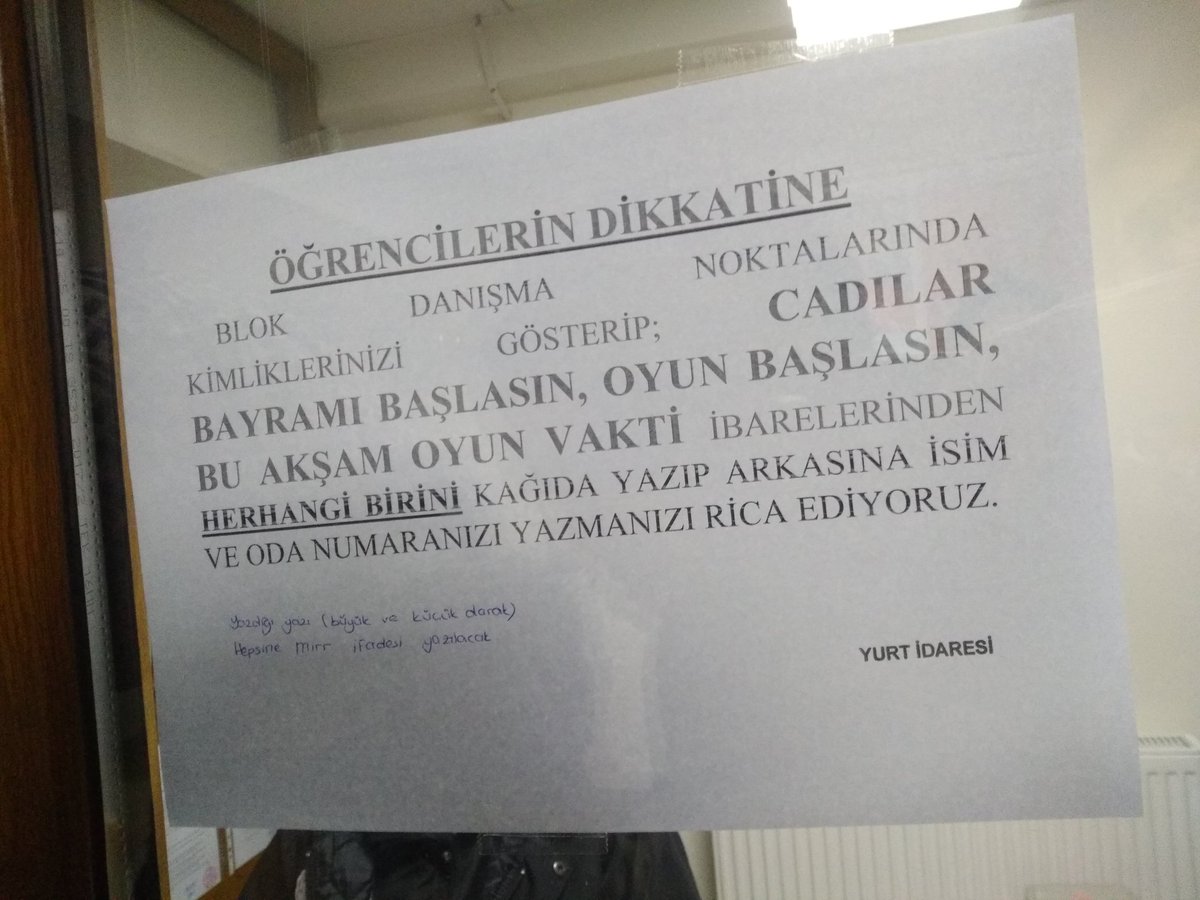 ÖĞRENCİLERİN DİKKATİNE
BLOK DANIŞMA NOKTALARINDA
KİMLİKLERİNİZİ GÖSTERİP; CADILAR
BAYRAMI BAŞLASIN, OYUN BAŞLASIN,
BU AKŞAM OYUN VAKTİ İBARELERİNDEN
HERHANGİ BİRİNİ KAĞIDA YAZIP ARKASINA İSİM
VE ODA NUMARANIZI YAZMANIZI RİCA EDİYORUZ.
Yazdığı yazı (büyük ve küçük olarak)
Hepsine mırr ifadesi yazılacak
YURT İDARESİ